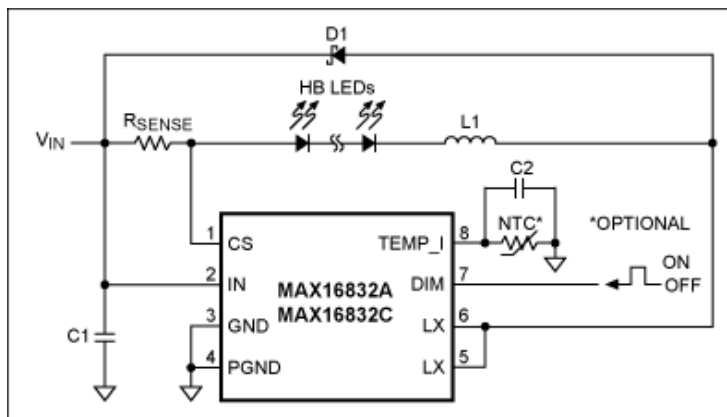 D1
HB LEDs
RSENSE
L1
VIN
C2
NTC*
*OPTIONAL
1
CS
TEMP_I
8
2
IN
DIM
7
ON
OFF
MAX16832A
MAX16832C
3
GND
LX
6
C1
4
PGND
LX
5